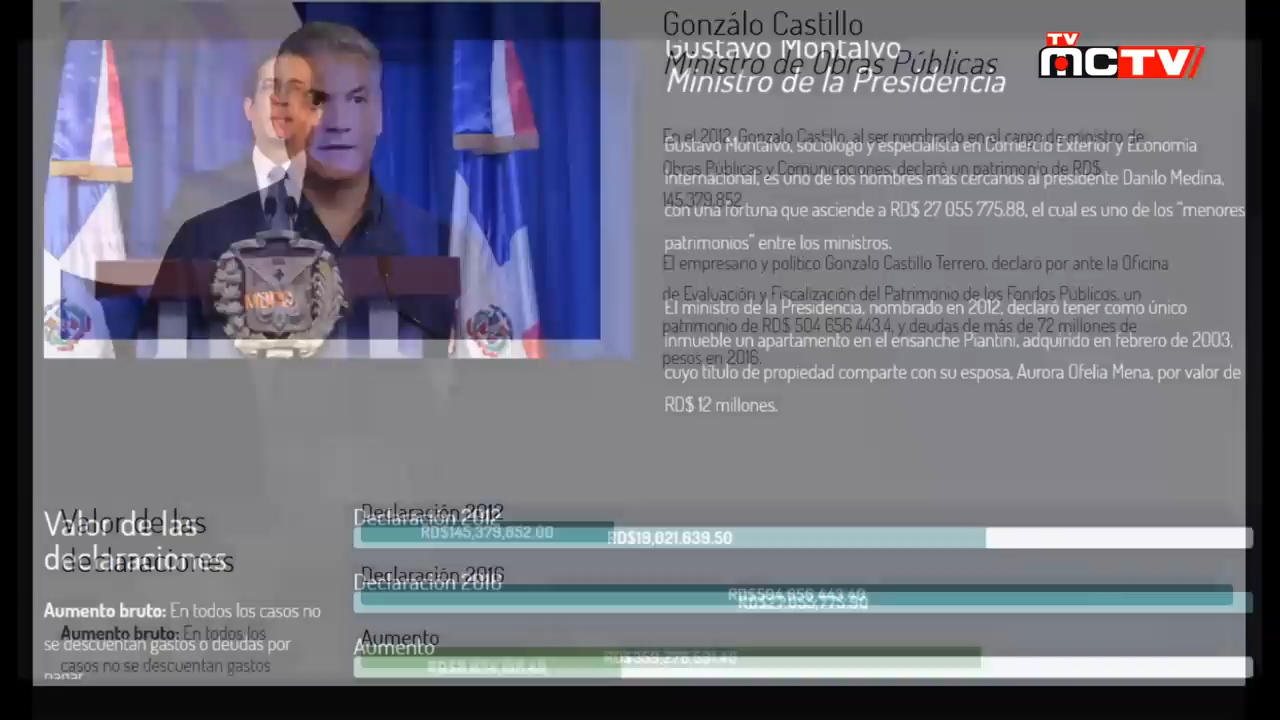 Gonzálo Castillo
Ministro de Obras Públicas
Gustavo Montalvo
Ministro de la Presidencia
TV
MCTV
En el 2012, Gonzalo Castillo, al ser nombrado en el cargo de ministro de
Obras Públicas y Comunicaciones, declaró un patrimonio de RD$
145,379,852
Gustavo Montalvo, sociólogo y especialista en Comercio Exterior y Economía
Internacional, es uno de los hombres más cercanos al presidente Danilo Medina,
con una fortuna que asciende a RD$ 27 055 775.88, el cual es uno de los “menores
patrimonios” entre los ministros.
El empresario y político Gonzalo Castillo Terrero, declaró por ante la Oficina
de Evaluación y Fiscalización del Patrimonio de los Fondos Públicos, un
patrimonio de RD$ 504 656 443.4, y deudas de más de 72 millones de
pesos en 2016.
El ministro de la Presidencia, nombrado en 2012, declaró tener como único
inmueble un apartamento en el ensanche Piantini, adquirido en febrero de 2003,
cuyo título de propiedad comparte con su esposa, Aurora Ofelia Mena, por valor de
RD$ 12 millones.
Valor de las
declaraciones
Valor de las
declaraciones
Aumento bruto: En todos los casos no
se descuentan gastos o deudas por
pagar
Aumento bruto: En todos los
casos no se descuentan gastos
Declaración 2012
Declaración 2012
RD$145,379,852.00
RD$19,021,639.50
Declaración 2016
Declaración 2016
RD$504,656,443.40
Aumento
Aumento